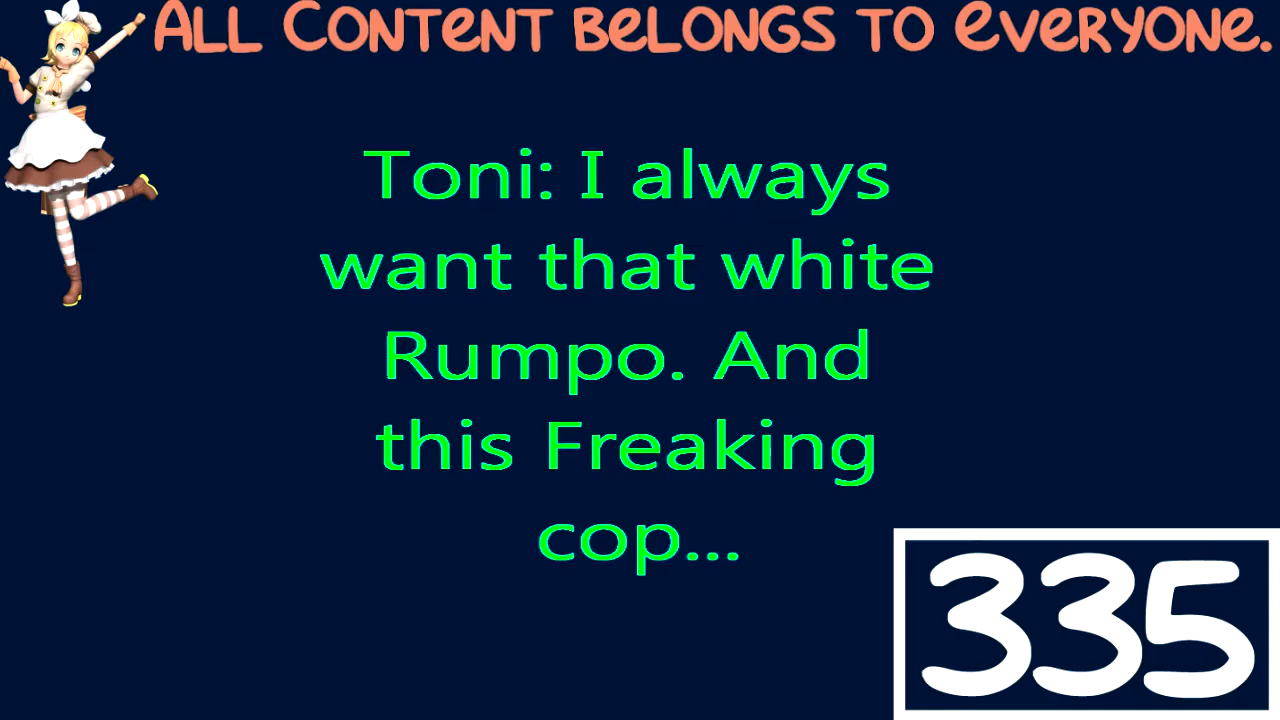 ALL CONTENT BELONGS TO EVERYONE.
Toni: I always
want that white
Rumpo. And
this Freaking
cop...
335